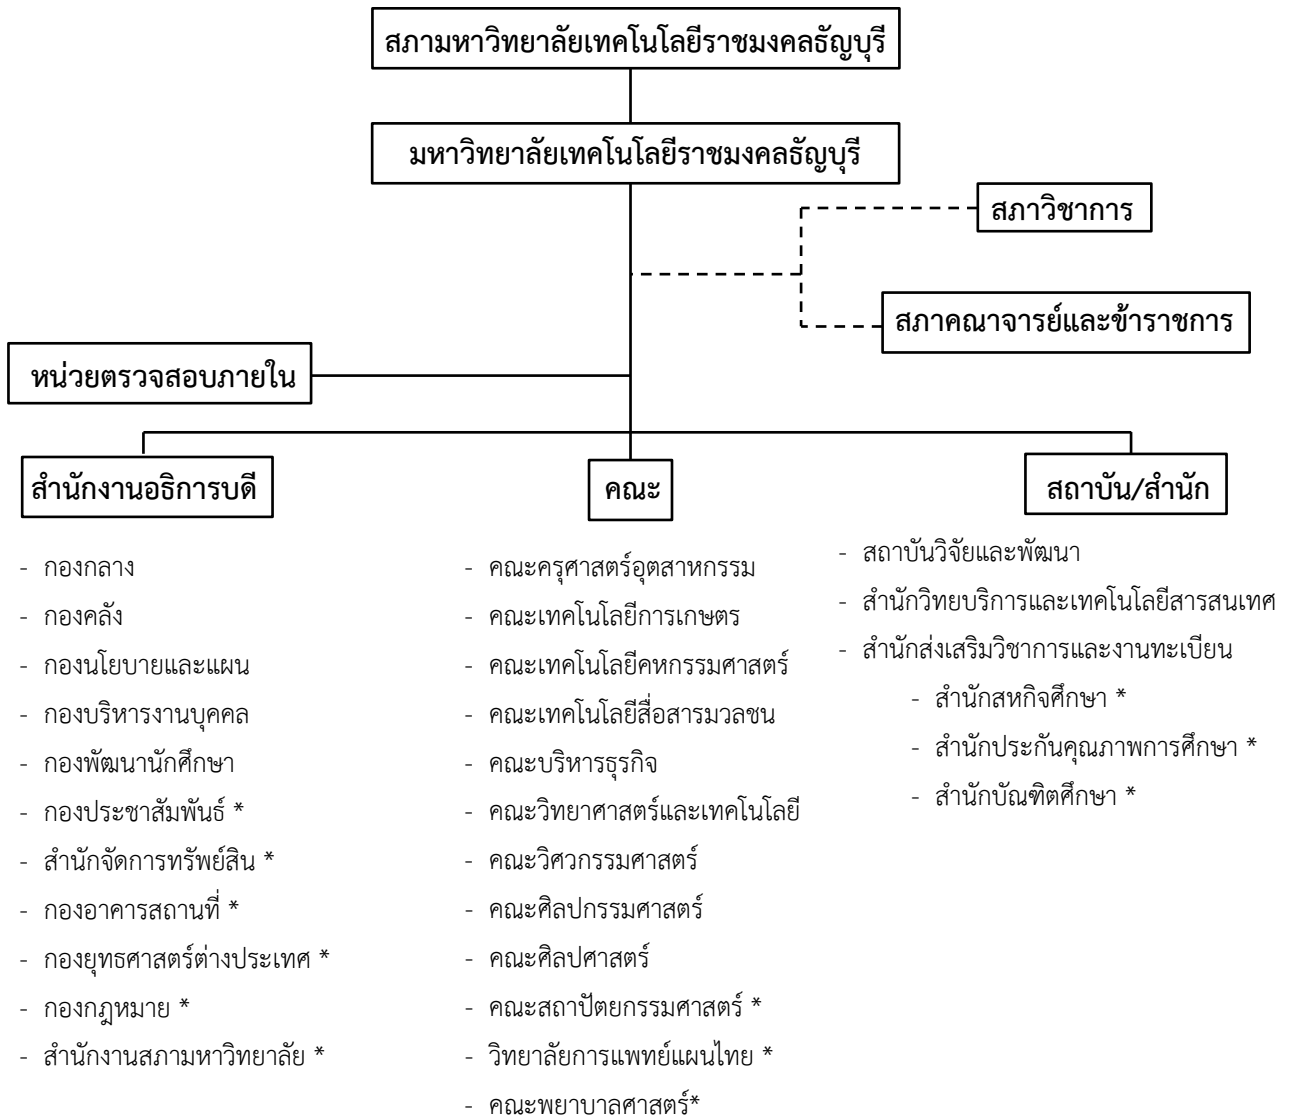 สภามหาวิทยาลัยเทคโนโลยีราชมงคลธัญบุรี
มหาวิทยาลัยเทคโนโลยีราชมงคลธัญบุรี
สภาวิชาการ
สภาคณาจารย์และข้าราชการ
หน่วยตรวจสอบภายใน
สำนักงานอธิการบดี
- กองกลาง
- กองคลัง
- กองนโยบายและแผน
- กองบริหารงานบุคคล
- กองพัฒนานักศึกษา
- กองประชาสัมพันธ์ *
- สำนักจัดการทรัพย์สิน *
- กองอาคารสถานที่ *
- กองยุทธศาสตร์ต่างประเทศ *
- กองกฎหมาย *
- สำนักงานสภามหาวิทยาลัย *
คณะ
- คณะครุศาสตร์อุตสาหกรรม
- คณะเทคโนโลยีการเกษตร
- คณะเทคโนโลยีคหกรรมศาสตร์
- คณะเทคโนโลยีสื่อสารมวลชน
- คณะบริหารธุรกิจ
- คณะวิทยาศาสตร์และเทคโนโลยี
- คณะวิศวกรรมศาสตร์
- คณะศิลปกรรมศาสตร์
- คณะศิลปศาสตร์
- คณะสถาปัตยกรรมศาสตร์ *
- วิทยาลัยการแพทย์แผนไทย *
- คณะพยาบาลศาสตร์*
สถาบัน/สำนัก
- สถาบันวิจัยและพัฒนา
- สำนักวิทยบริการและเทคโนโลยีสารสนเทศ
- สำนักส่งเสริมวิชาการและงานทะเบียน
- สำนักสหกิจศึกษา *
- สำนักประกันคุณภาพการศึกษา *
- สำนักบัณฑิตศึกษา *